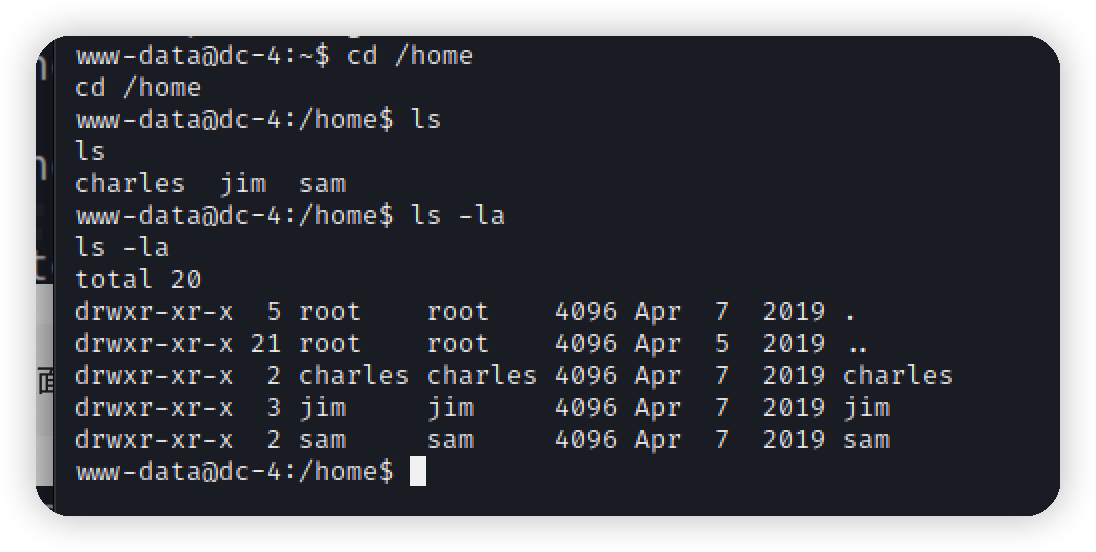 www-data@dc-4:~$ cd /home
cd /home
www-data@dc-4:/home$ ls
ls
charles  jim  sam
www-data@dc-4:/home$ ls -la
ls -la
total 20
drwxr-xr-x  5 root    root    4096 Apr  7  2019 .
drwxr-xr-x 21 root    root    4096 Apr  5  2019 ..
drwxr-xr-x  2 charles charles 4096 Apr  7  2019 charles
drwxr-xr-x  3 jim     jim     4096 Apr  7  2019 jim
drwxr-xr-x  2 sam     sam     4096 Apr  7  2019 sam
www-data@dc-4:/home$